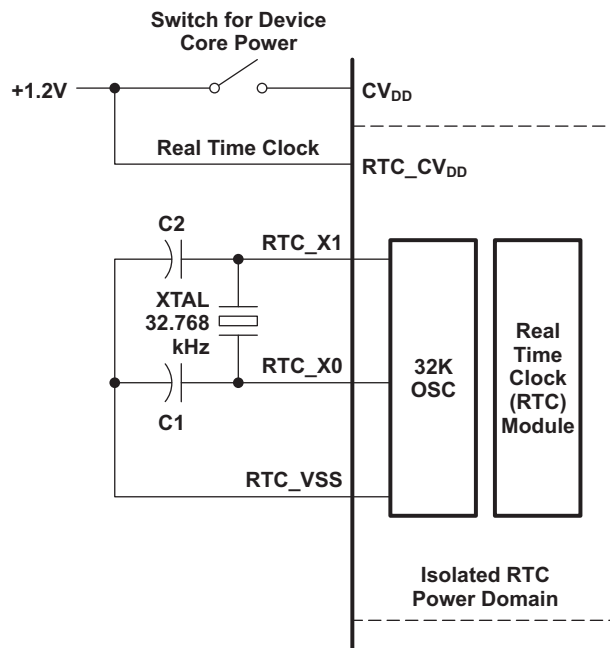 Switch for Device
Core Power
+1.2V
CVDD
Real Time Clock
RTC_CVDD
C2
RTC_X1
XTAL
32.768
kHz
RTC_X0
C1
32K
OSC
Real
Time
Clock
(RTC)
Module
RTC_VSS
Isolated RTC
Power Domain